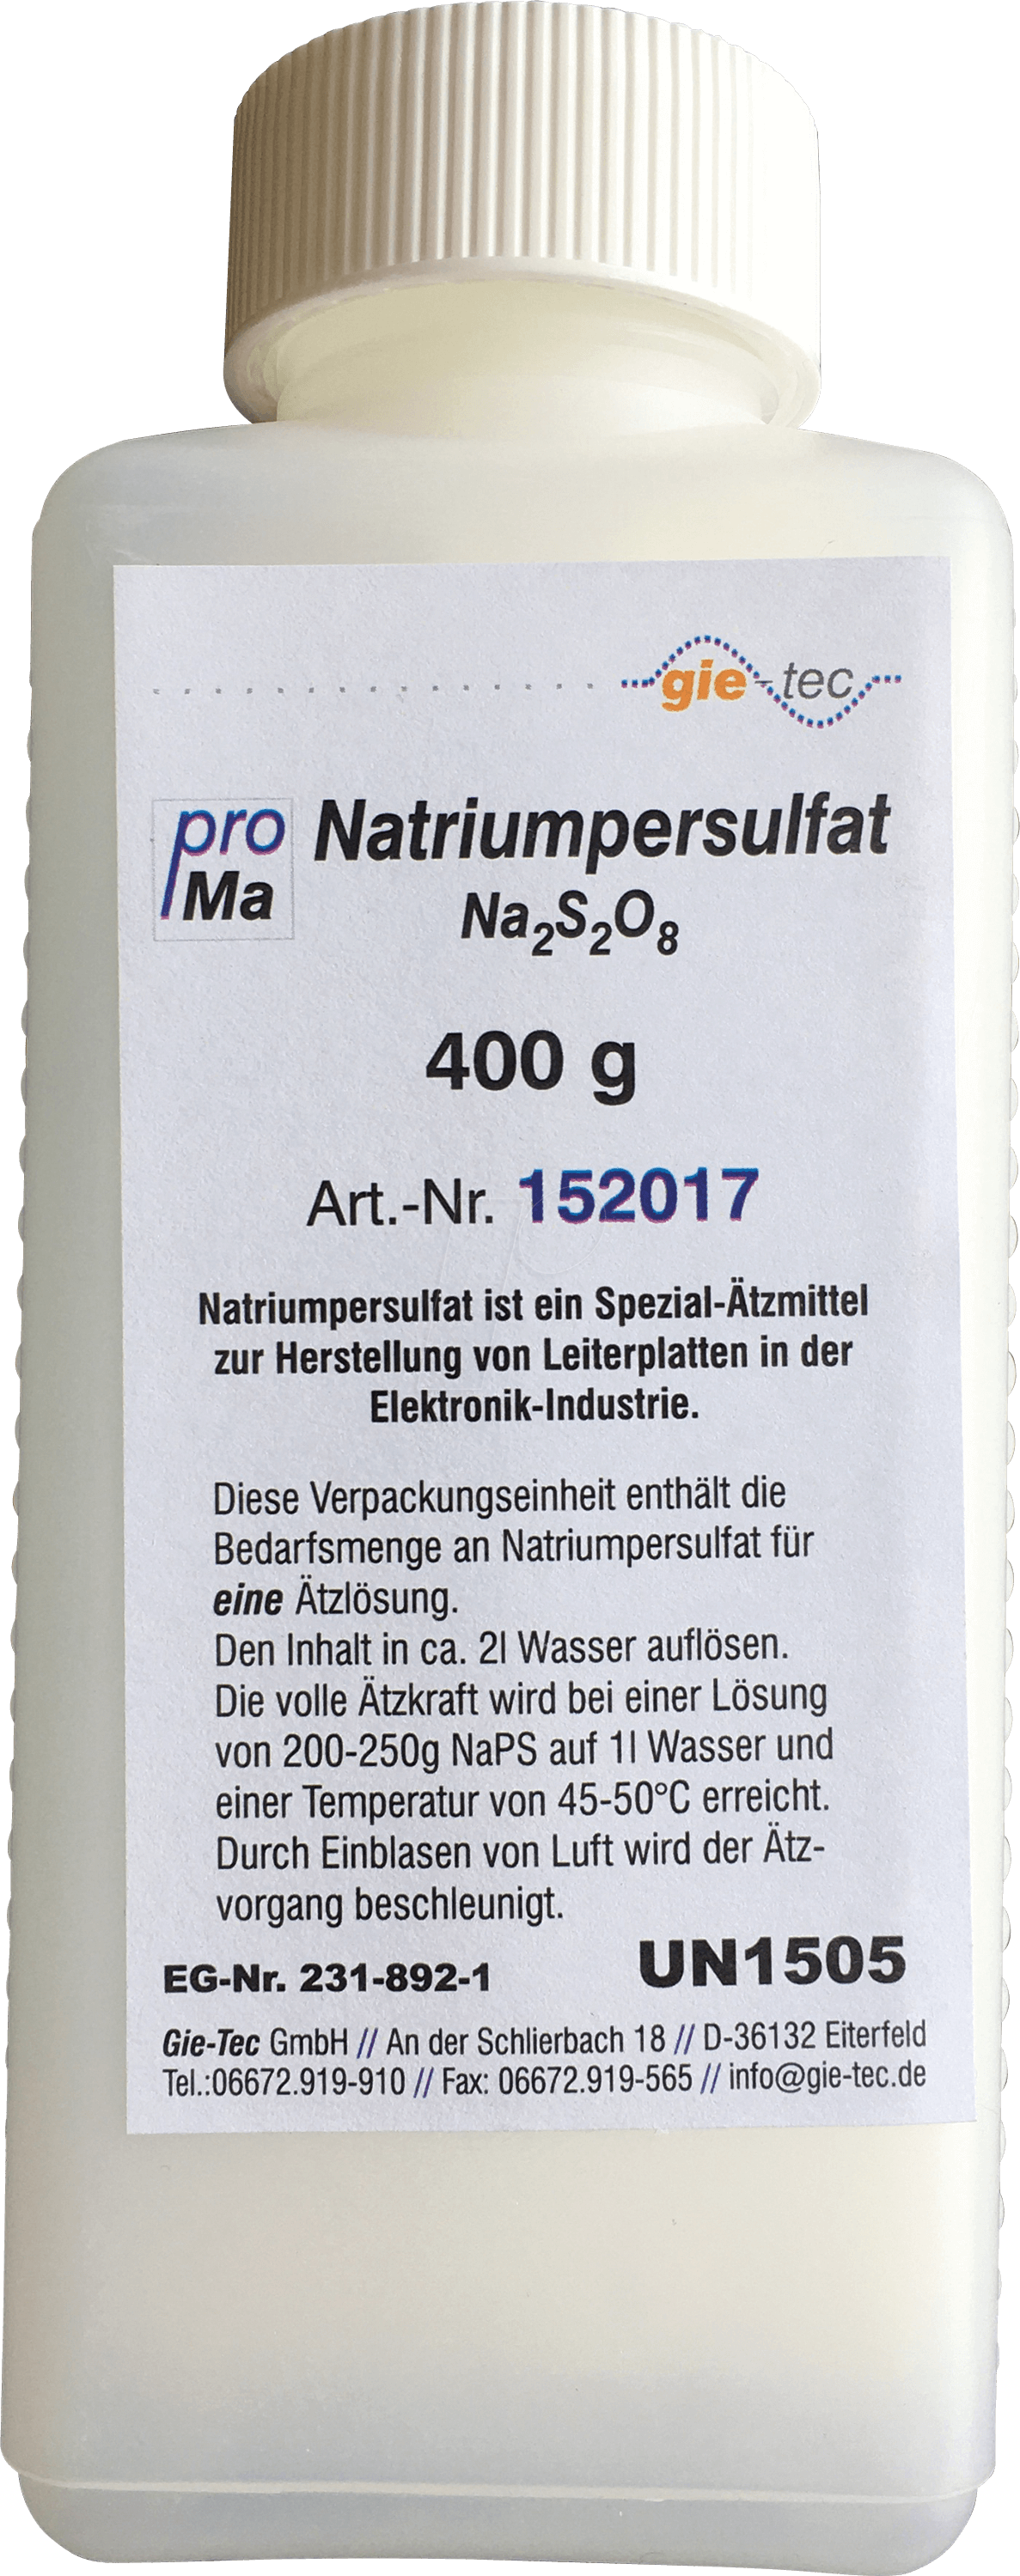 gie-tec
pro
Ma
Natriumpersulfat
Na₂S₂O₈
400 g
Art.-Nr. 152017
Natriumpersulfat ist ein Spezial-Ätzmittel
zur Herstellung von Leiterplatten in der
Elektronik-Industrie.
Diese Verpackungseinheit enthält die
Bedarfsmenge an Natriumpersulfat für
eine Ätzlösung.
Den Inhalt in ca. 2l Wasser auflösen.
Die volle Ätzkraft wird bei einer Lösung
von 200-250g NaPS auf 1l Wasser und
einer Temperatur von 45-50°C erreicht.
Durch Einblasen von Luft wird der Ätz-
vorgang beschleunigt.
EG-Nr. 231-892-1 UN1505
Gie-Tec GmbH // An der Schlierbach 18 // D-36132 Eiterfeld
Tel.:06672.919-910 // Fax: 06672.919-565 // info@gie-tec.de